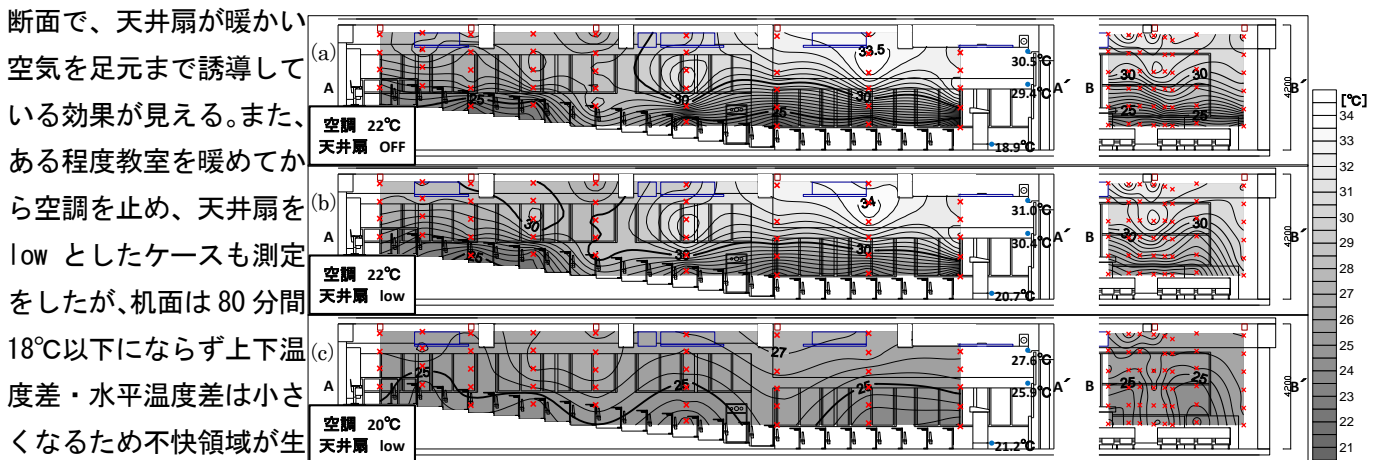 断面で、天井扇が暖かい
空気を足元まで誘導して
いる効果が見える。また、
ある程度教室を暖めてか
ら空調を止め、天井扇を
low としたケースも測定
をしたが、机面は 80 分間
18℃以下にならず上下温
度差・水平温度差は小さ
くなるため不快領域が生
(a)
33.5
30.5℃
A
30
30
29.4℃ A´
25
25
18.9℃
空調 22℃
天井扇 OFF
B
30
30
25
25
4200
B´
(b)
34
31.0℃
A
30
30
30
30.4℃ A´
25
20.7℃
空調 22℃
天井扇 low
B
30
30
4200
B´
(c)
27
27.6℃
A
25
25
25
25.9℃ A´
21.2℃
空調 20℃
天井扇 low
B
25
25
4200
B´
[℃]
34
33
32
31
30
29
28
27
26
25
24
23
22
21